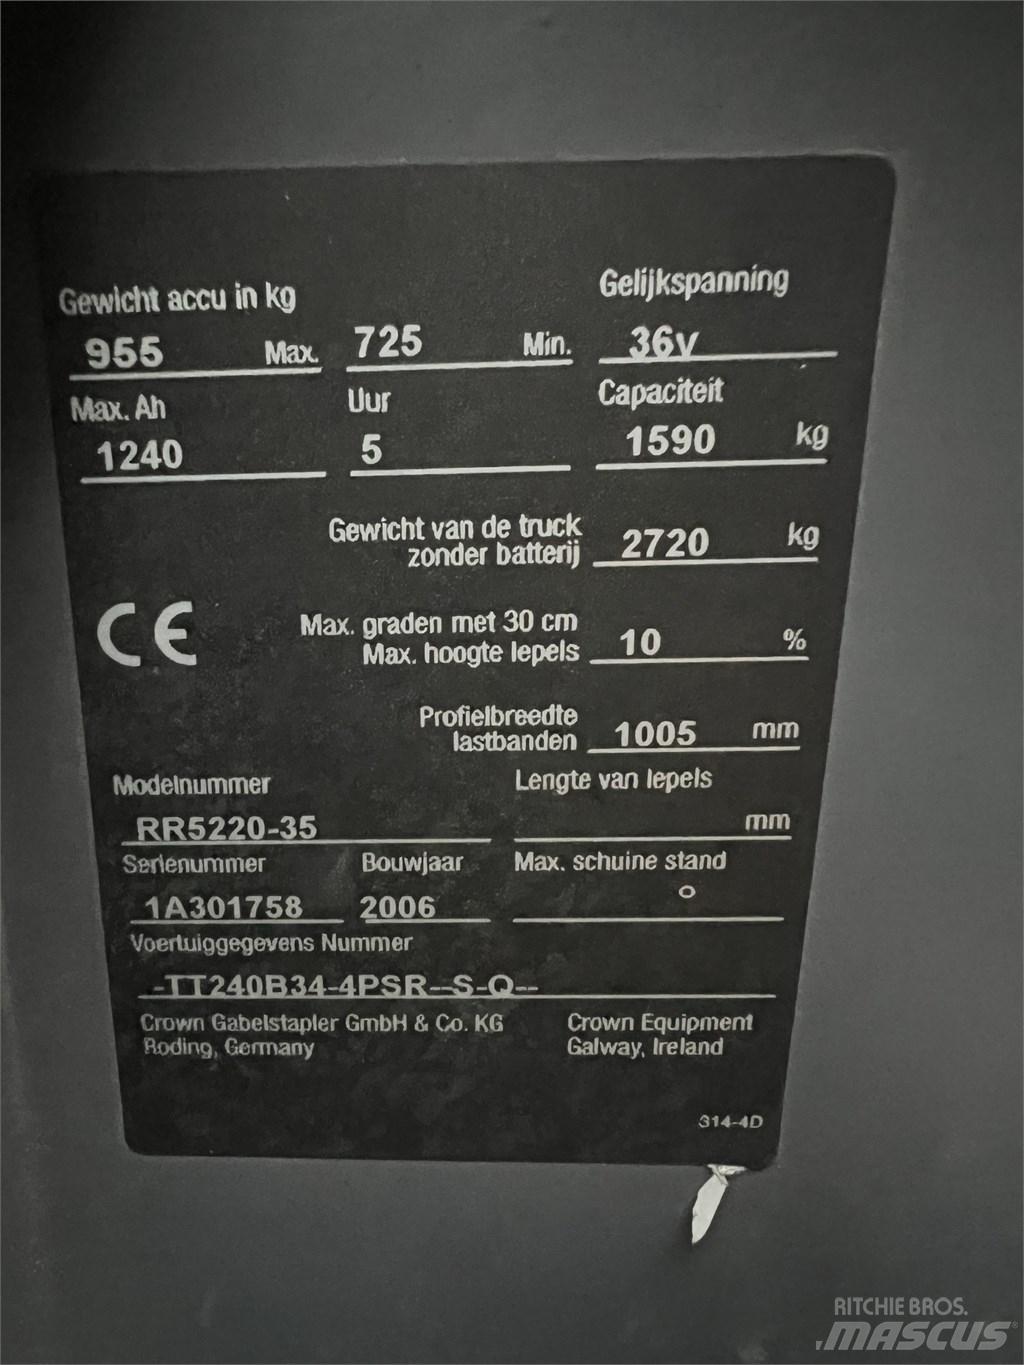 Gewicht accu in kg
Gelijkspanning
955 Max.
725 Min.
36v
Max. Ah
Uur
Capaciteit
1240
5
1590 kg
Gewicht van de truck
zonder batterij
2720 kg
CE
Max. graden met 30 cm
Max. hoogte lepels
10 %
Profielbreedte
lastbanden
1005 mm
Modelnummer
Lengte van lepels
RR5220-35
mm
Serienummer
Bouwjaar
Max. schuine stand
1A301758
2006
°
Voertuiggegevens Nummer
-TT240B34-4PSR--S-Q--
Crown Gabelstapler GmbH & Co. KG
Roding, Germany
Crown Equipment
Galway, Ireland
314-4D
RITCHIE BROS.
MASCUS